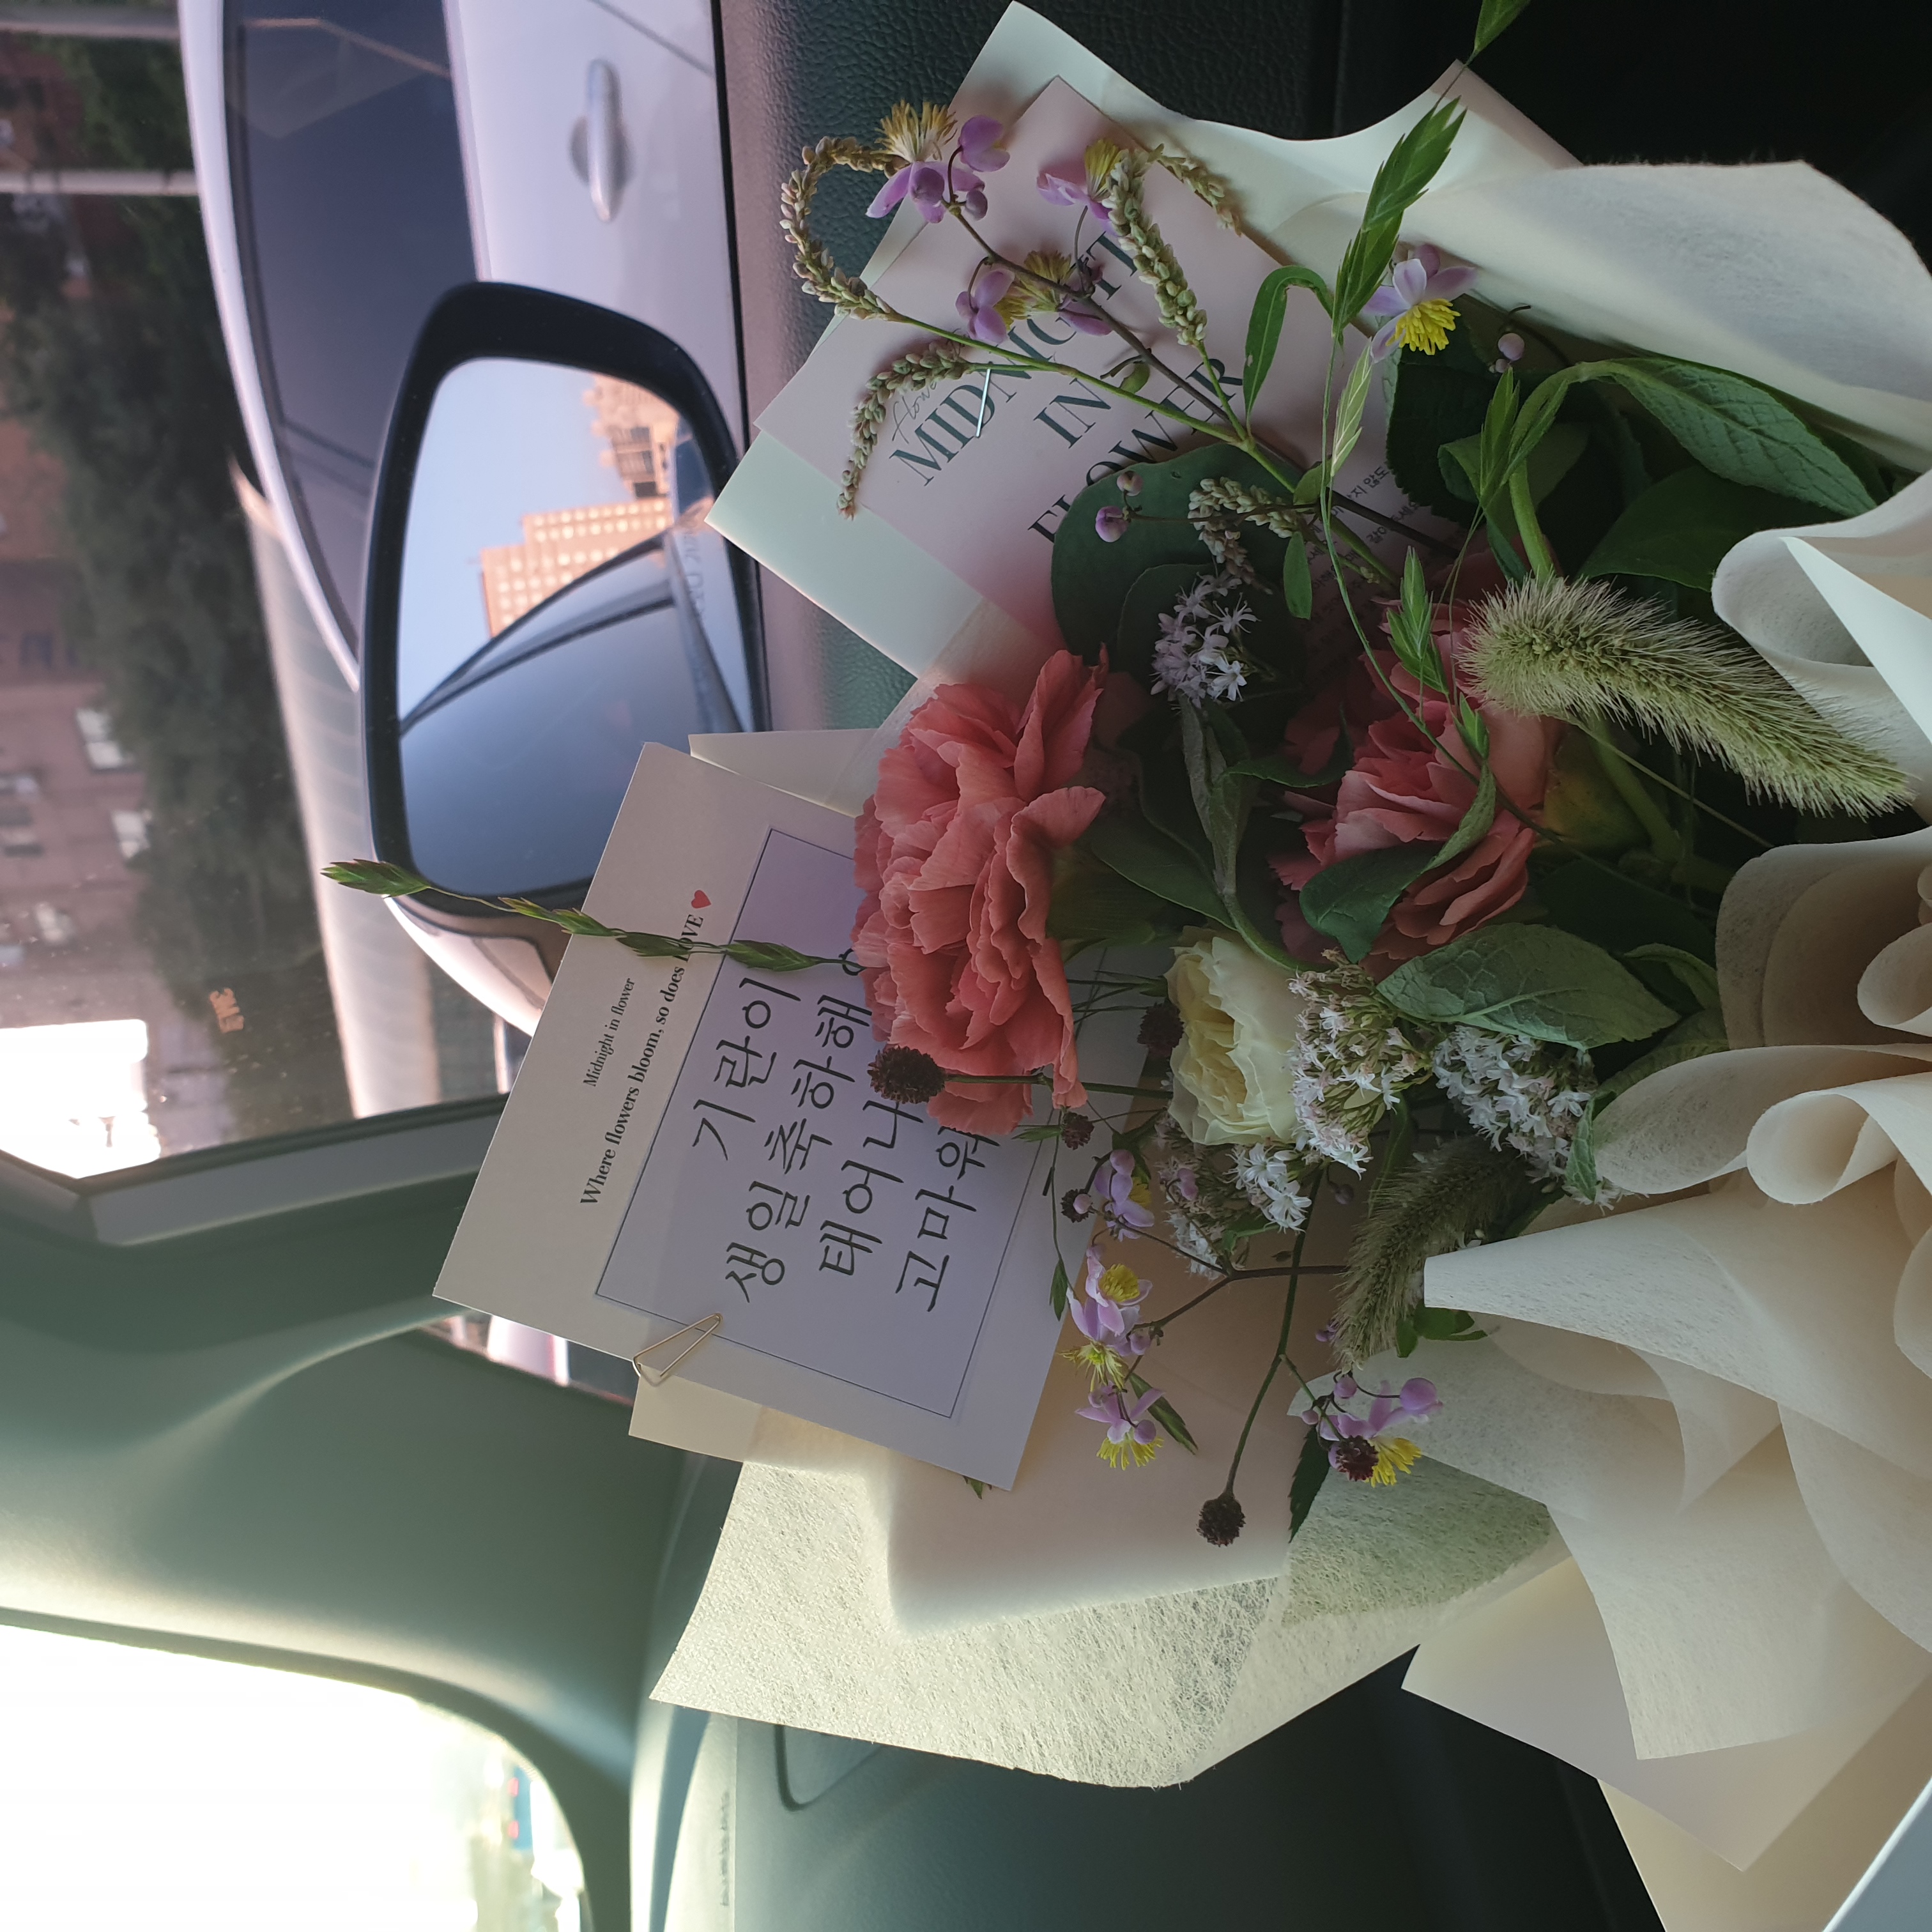 Midnight in flower
Where flowers bloom, so does LOVE ❤
기란이
생일축하해
태어나
고마워
flower
MIDNIGHT
IN
FLOWER